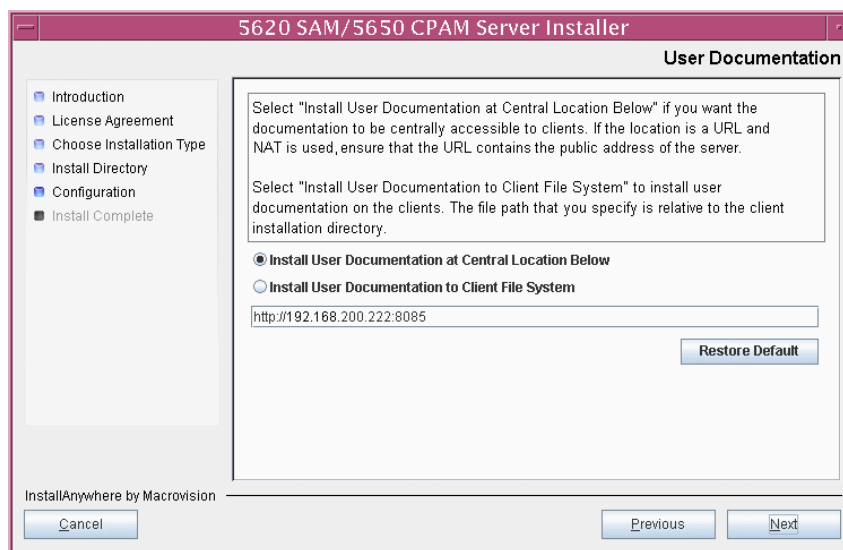 5620 SAM/5650 CPAM Server Installer
User Documentation
Introduction
License Agreement
Choose Installation Type
Install Directory
Configuration
Install Complete
Select "Install User Documentation at Central Location Below" if you want the
documentation to be centrally accessible to clients. If the location is a URL and
NAT is used, ensure that the URL contains the public address of the server.
Select "Install User Documentation to Client File System" to install user
documentation on the clients. The file path that you specify is relative to the client
installation directory.
Install User Documentation at Central Location Below
Install User Documentation to Client File System
http://192.168.200.222:8085
Restore Default
InstallAnywhere by Macrovision
Cancel
Previous
Next